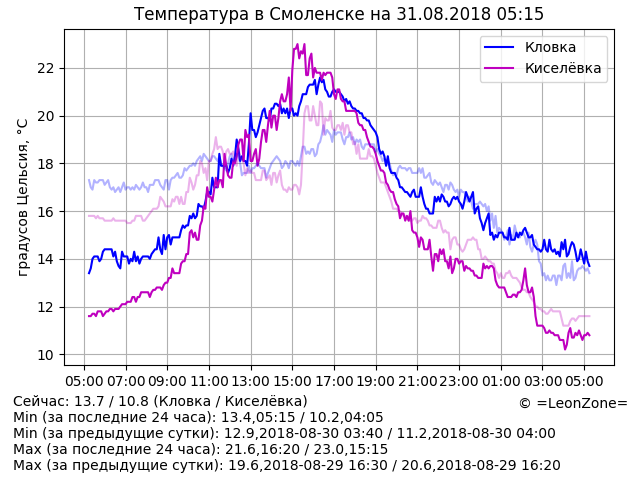 Температура в Смоленске на 31.08.2018 05:15
Кловка
Киселёвка
градусов Цельсия, °C
22
20
18
16
14
12
10
05:00 07:00 09:00 11:00 13:00 15:00 17:00 19:00 21:00 23:00 01:00 03:00 05:00
Сейчас: 13.7 / 10.8 (Кловка / Киселёвка)
© =LeonZone=
Min (за последние 24 часа): 13.4,05:15 / 10.2,04:05
Min (за предыдущие сутки): 12.9,2018-08-30 03:40 / 11.2,2018-08-30 04:00
Max (за последние 24 часа): 21.6,16:20 / 23.0,15:15
Max (за предыдущие сутки): 19.6,2018-08-29 16:30 / 20.6,2018-08-29 16:20